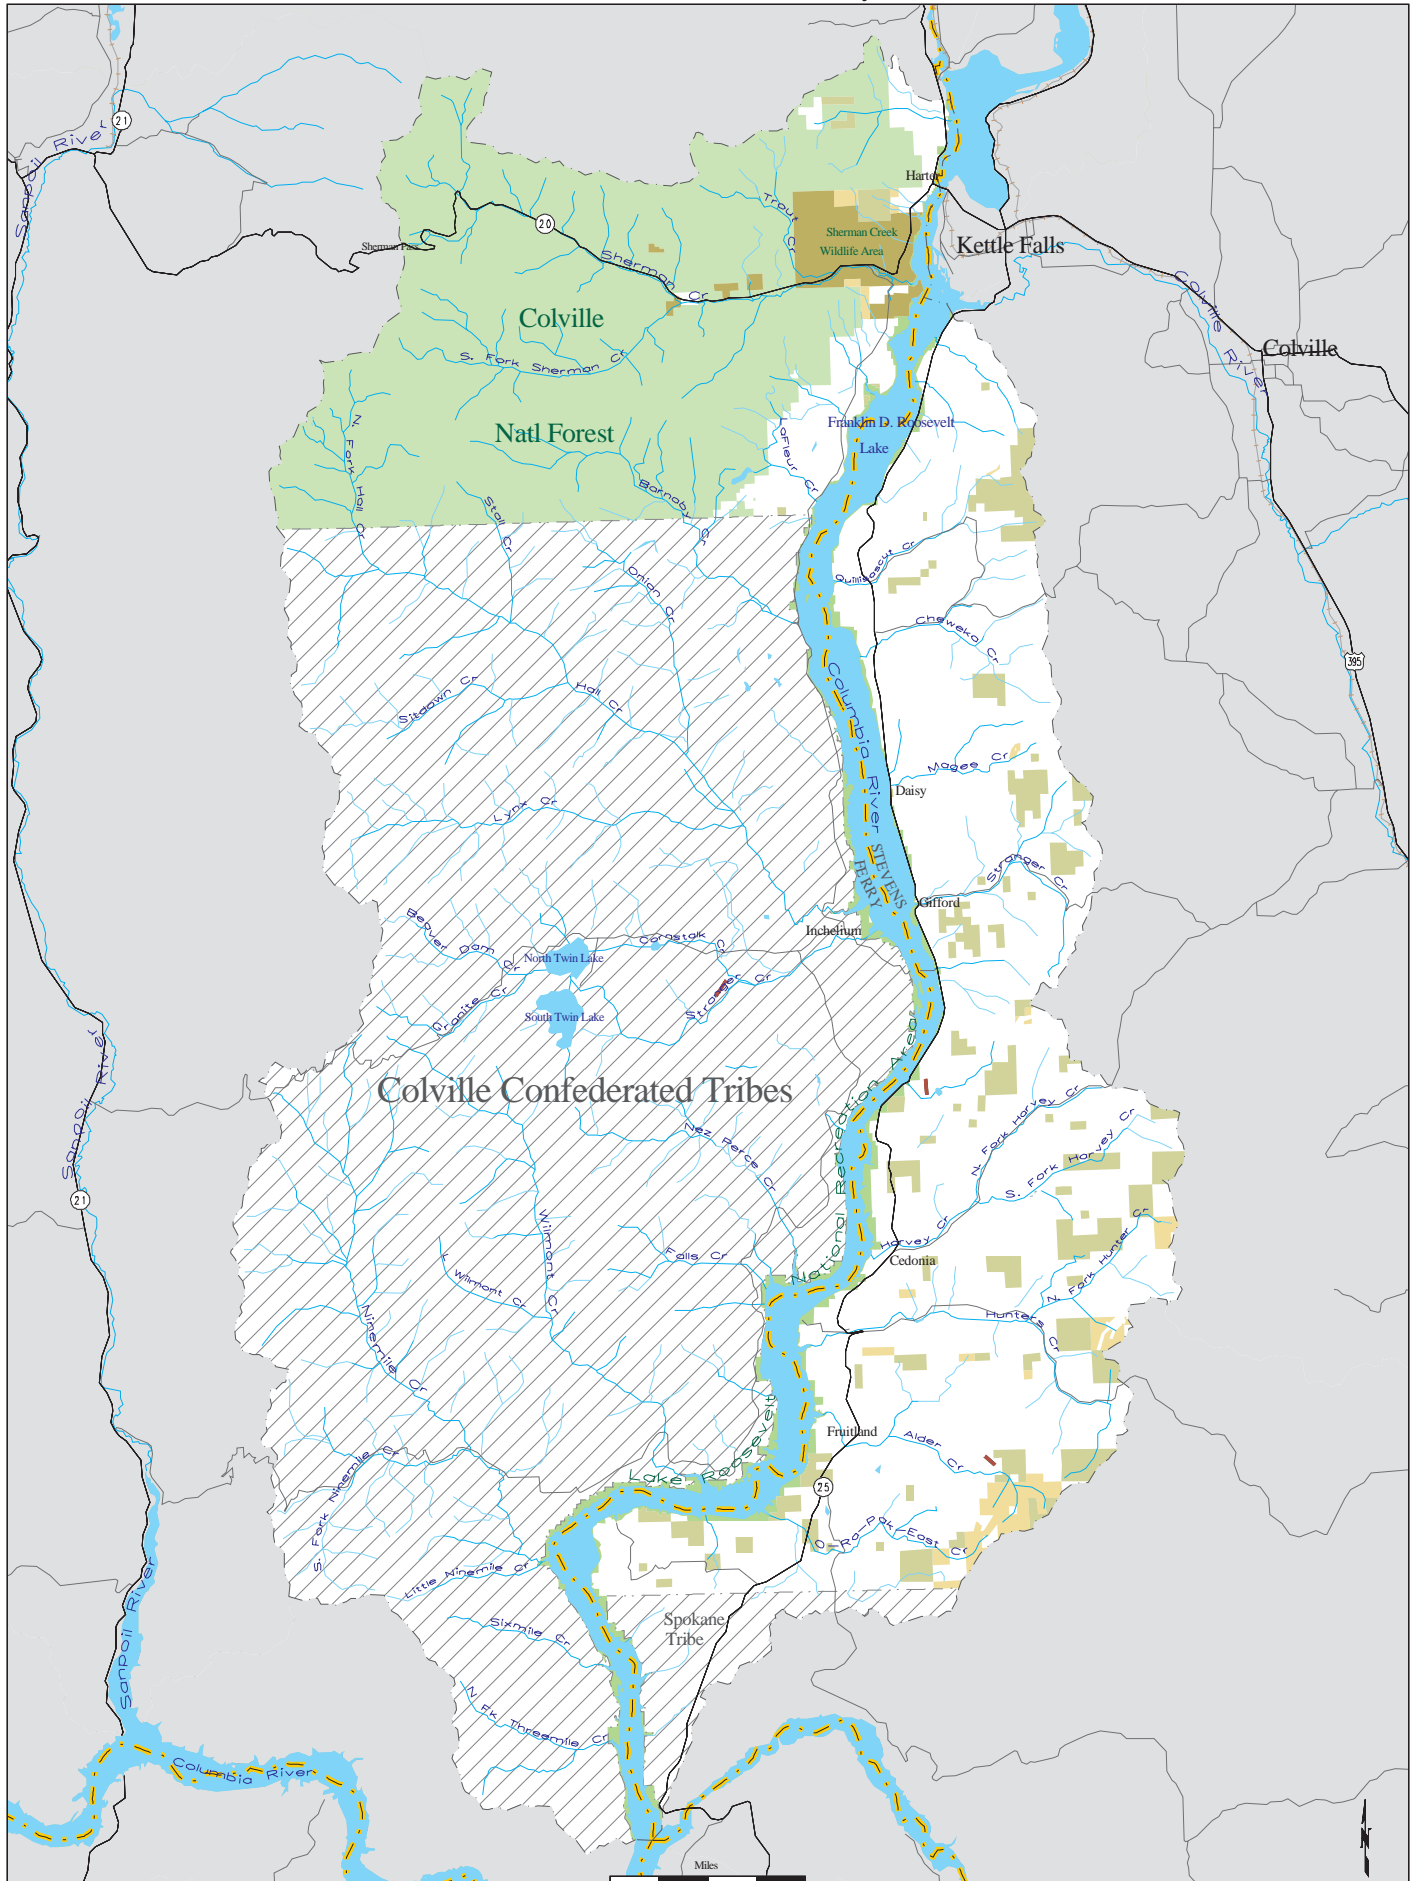 21
Sanpoil River
Harter
Trout Cr
Sherman Creek
Wildlife Area
Kettle Falls
20
Sherman Pass
Sherman Cr
Colville
Colville River
Colville
S. Fork Sherman Cr
Natl Forest
N. Fork Hall Cr
LaFleur Cr
Franklin D. Roosevelt
Lake
Stall Cr
Barnaby Cr
Onion Cr
Quillisascut Cr
Cheweka Cr
395
Sitdown Cr
Hall Cr
Columbia River
Magee Cr
Daisy
Lynx Cr
STEVENS
FERRY
Stranger Cr
Gifford
Inchelium
Beaver Dam Cr
Cornstalk Cr
North Twin Lake
Granite Cr
Stranger Cr
South Twin Lake
Sanpoil River
Colville Confederated Tribes
Lake Roosevelt National Recreation Area
Nez Perce Cr
N. Fork Harvey Cr
S. Fork Harvey Cr
21
Wilmont Cr
Falls Cr
Harvey Cr
Cedonia
N. Fork Hunter Cr
Wilmont Cr
Hunters Cr
Ninemile Cr
Fruitland
Alder Cr
25
S. Fork Ninemile Cr
O-Ra-Pak-East Cr
Little Ninemile Cr
Spokane
Tribe
Sixmile Cr
Sanpoil River
N. Fk Threemile Cr
Columbia River
N
Miles